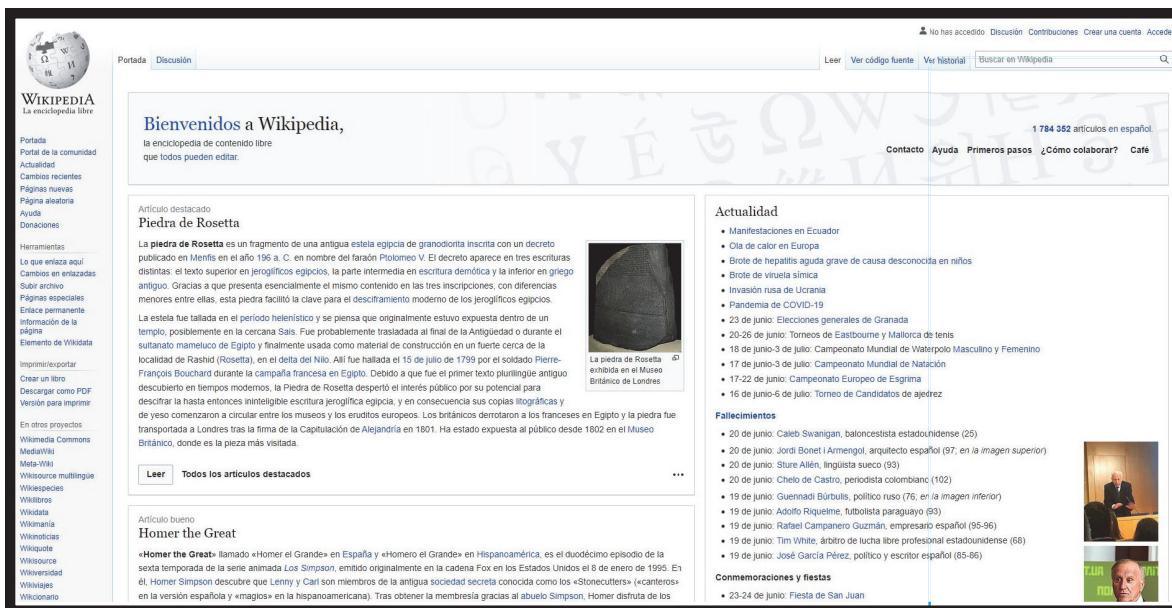 No has accedido Discusión Contribuciones Crear una cuenta Accede
Portada Discusión
Leer Ver código fuente Ver historial Buscar en Wikipedia
WIKIPEDIA
La enciclopedia libre
Portada
Portal de la comunidad
Actualidad
Cambios recientes
Páginas nuevas
Página aleatoria
Ayuda
Donaciones
Herramientas
Lo que enlaza aquí
Cambios en enlazadas
Subir archivo
Páginas especiales
Enlace permanente
Información de la
página
Elemento de Wikidata
Imprimir/exportar
Crear un libro
Descargar como PDF
Versión para imprimir
En otros proyectos
Wikimedia Commons
MediaWiki
Meta-Wiki
Wikisource multilingüe
Wikiespecies
Wikilibros
Wikidata
Wikimanía
Wikinoticias
Wikiquote
Wikisource
Wikiversidad
Wikiviajes
Wikcionario
Bienvenidos a Wikipedia,
la enciclopedia de contenido libre
que todos pueden editar.
1 784 352 artículos en español.
Contacto Ayuda Primeros pasos ¿Cómo colaborar? Café
Artículo destacado
Piedra de Rosetta
La piedra de Rosetta es un fragmento de una antigua estela egipcia de granodiorita inscrita con un decreto
publicado en Menfis en el año 196 a. C. en nombre del faraón Ptolomeo V. El decreto aparece en tres escrituras
distintas: el texto superior en jeroglíficos egipcios, la parte intermedia en escritura demótica y la inferior en griego
antiguo. Gracias a que presenta esencialmente el mismo contenido en las tres inscripciones, con diferencias
menores entre ellas, esta piedra facilitó la clave para el desciframiento moderno de los jeroglíficos egipcios.
La estela fue tallada en el período helenístico y se piensa que originalmente estuvo expuesta dentro de un
templo, posiblemente en la cercana Sais. Fue probablemente trasladada al final de la Antigüedad o durante el
sultanato mameluco de Egipto y finalmente usada como material de construcción en un fuerte cerca de la
localidad de Rashid (Rosetta), en el delta del Nilo. Allí fue hallada el 15 de julio de 1799 por el soldado Pierre-
François Bouchard durante la campaña francesa en Egipto. Debido a que fue el primer texto plurilingüe antiguo
descubierto en tiempos modernos, la Piedra de Rosetta despertó el interés público por su potencial para
descifrar la hasta entonces ininteligible escritura jeroglífica egipcia, y en consecuencia sus copias litográficas y
de yeso comenzaron a circular entre los museos y los eruditos europeos. Los británicos derrotaron a los franceses en Egipto y la piedra fue
transportada a Londres tras la firma de la Capitulación de Alejandría en 1801. Ha estado expuesta al público desde 1802 en el Museo
Británico, donde es la pieza más visitada.
La piedra de Rosetta
exhibida en el Museo
Británico de Londres
Leer Todos los artículos destacados
Artículo bueno
Homer the Great
«Homer the Great» llamado «Homer el Grande» en España y «Homero el Grande» en Hispanoamérica, es el duodécimo episodio de la
sexta temporada de la serie animada Los Simpson, emitido originalmente en la cadena Fox en los Estados Unidos el 8 de enero de 1995. En
él, Homer Simpson descubre que Lenny y Carl son miembros de la antigua sociedad secreta conocida como los «Stonecutters» («canteros»
en la versión española y «magios» en la hispanoamericana). Tras obtener la membresía gracias al abuelo Simpson, Homer disfruta de los
Actualidad
• Manifestaciones en Ecuador
• Ola de calor en Europa
• Brote de hepatitis aguda grave de causa desconocida en niños
• Brote de viruela símica
• Invasión rusa de Ucrania
• Pandemia de COVID-19
• 23 de junio: Elecciones generales de Granada
• 20-26 de junio: Torneos de Eastbourne y Mallorca de tenis
• 18 de junio-3 de julio: Campeonato Mundial de Waterpolo Masculino y Femenino
• 17 de junio-3 de julio: Campeonato Mundial de Natación
• 17-22 de junio: Campeonato Europeo de Esgrima
• 16 de junio-6 de julio: Torneo de Candidatos de ajedrez
Fallecimientos
• 20 de junio: Caleb Swanigan, baloncestista estadounidense (25)
• 20 de junio: Jordi Bonet i Armengol, arquitecto español (97; en la imagen superior)
• 20 de junio: Sture Allén, lingüista sueco (93)
• 20 de junio: Chelo de Castro, periodista colombiano (102)
• 19 de junio: Guennadi Búrbulis, político ruso (76; en la imagen inferior)
• 19 de junio: Adolfo Riquelme, futbolista paraguayo (93)
• 19 de junio: Rafael Campanero Guzmán, empresario español (95-96)
• 19 de junio: Tim White, árbitro de lucha libre profesional estadounidense (68)
• 19 de junio: José García Pérez, político y escritor español (85-86)
Conmemoraciones y fiestas
• 23-24 de junio: Fiesta de San Juan